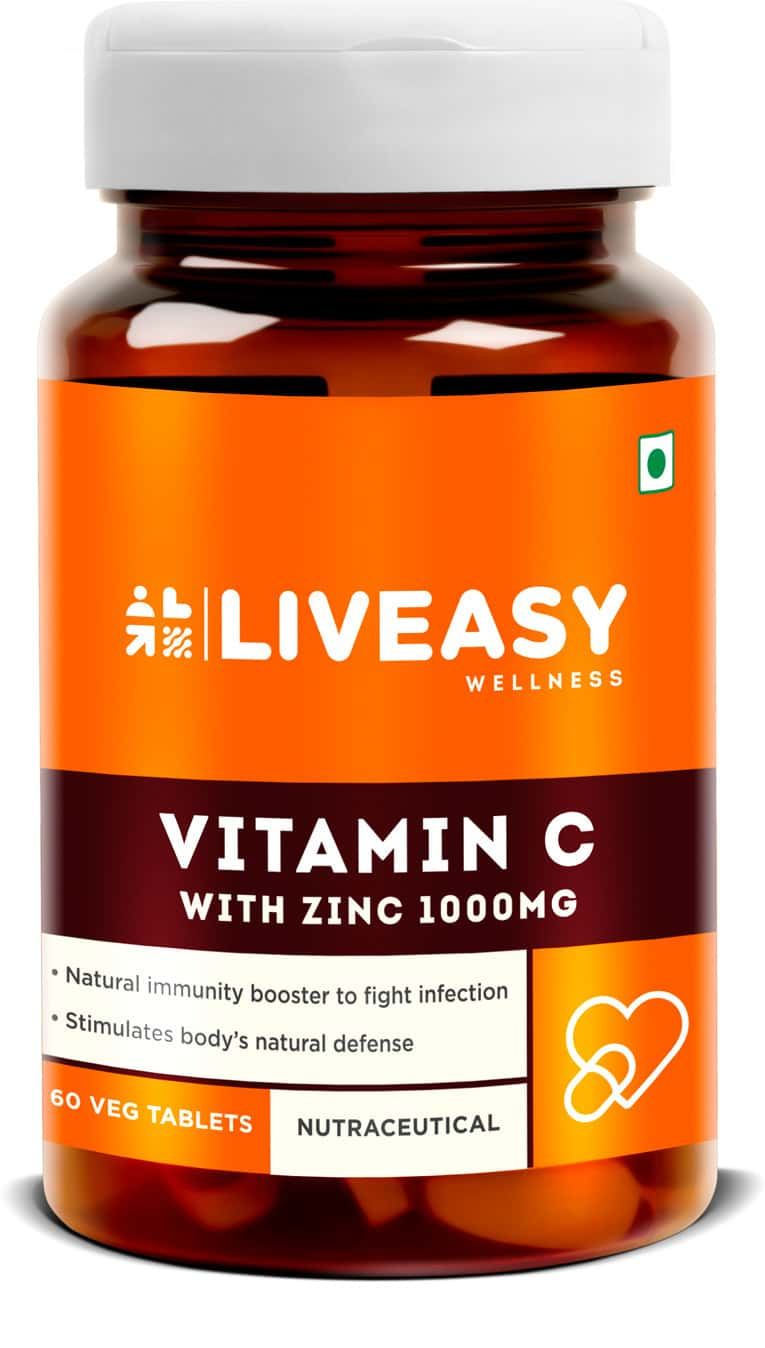 LIVEASY
WELLNESS
VITAMIN C
WITH ZINC 1000MG
• Natural immunity booster to fight infection
• Stimulates body's natural defense
60 VEG TABLETS
NUTRACEUTICAL